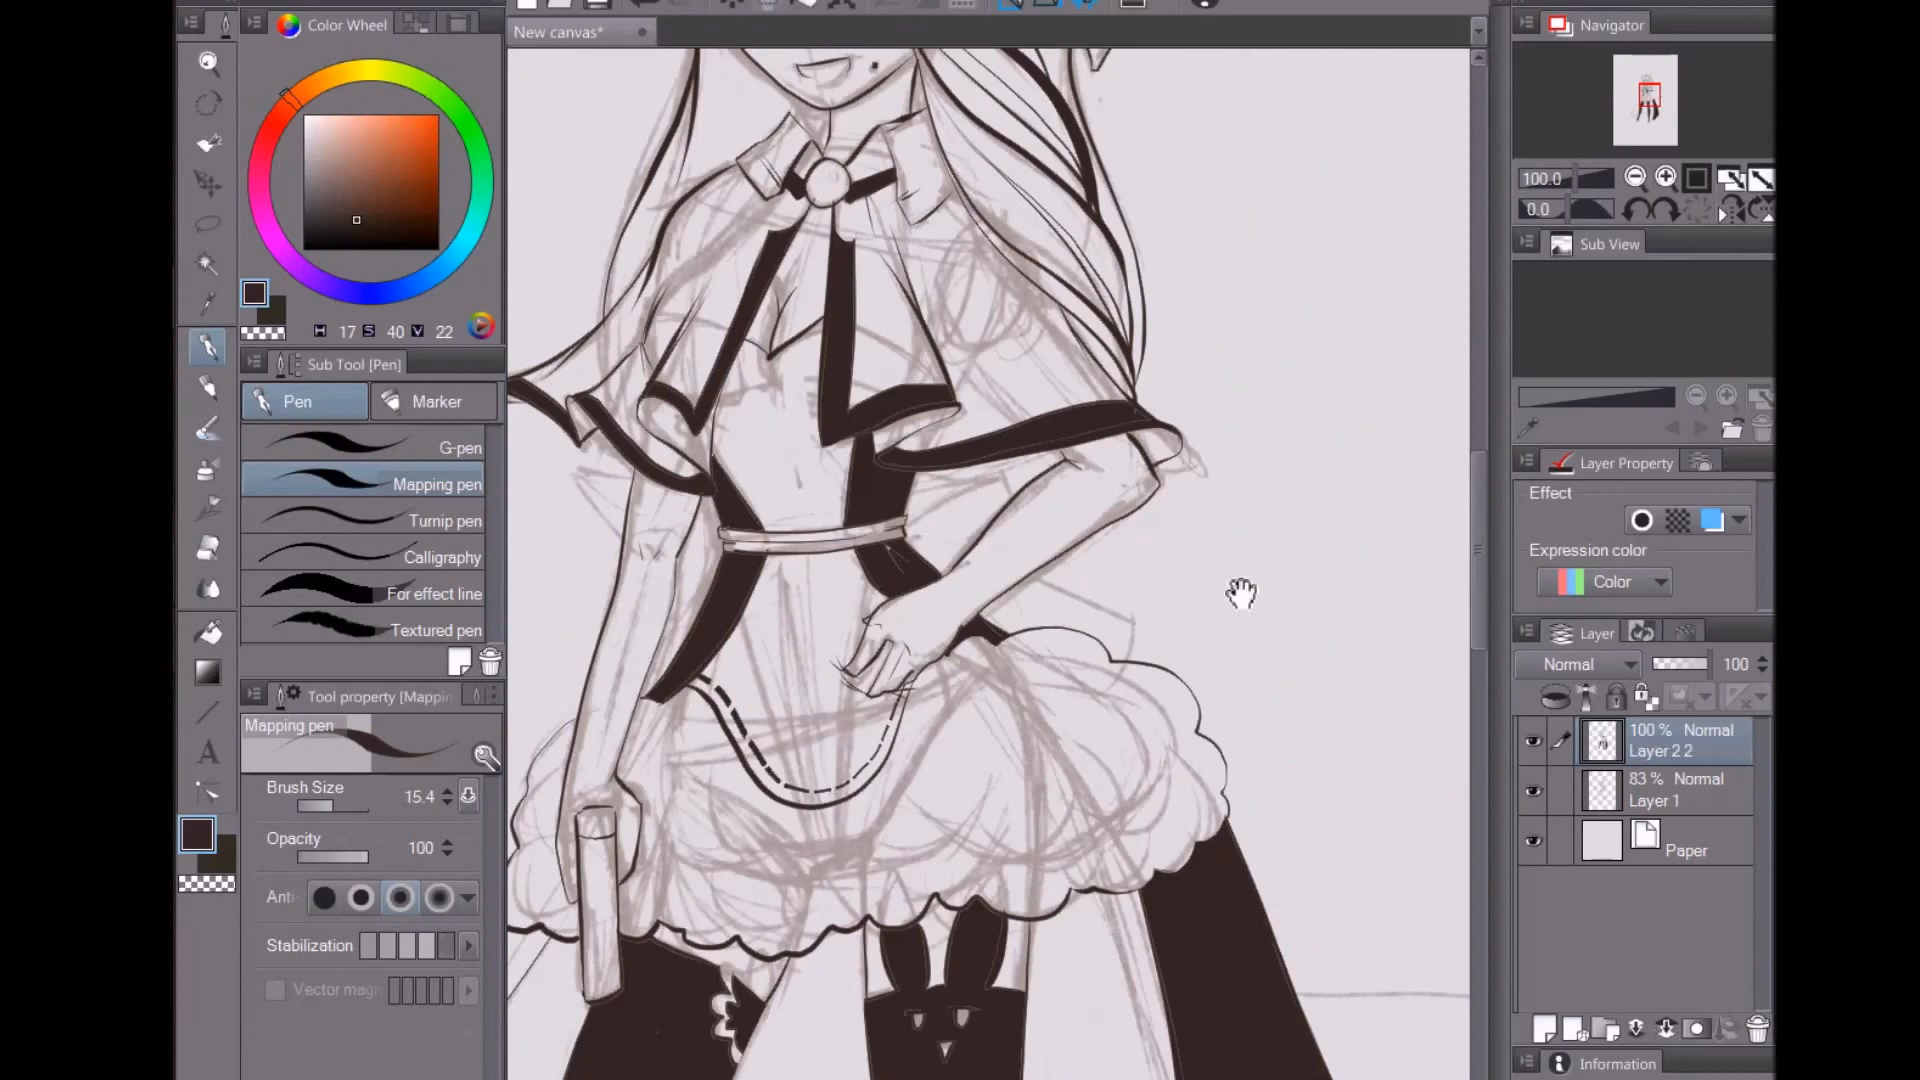 Color Wheel
New canvas*
Navigator
100.0
0.0
Sub View
H 17 S 40 V 22
Sub Tool [Pen]
Pen
Marker
G-pen
Mapping pen
Turnip pen
Calligraphy
For effect line
Textured pen
Tool property [Mappin
Mapping pen
Brush Size 15.4
Opacity 100
Anti-
Stabilization
Vector magn
Layer Property
Effect
Expression color
Color
Layer
Normal 100
100 % Normal
Layer 2 2
83 % Normal
Layer 1
Paper
Information